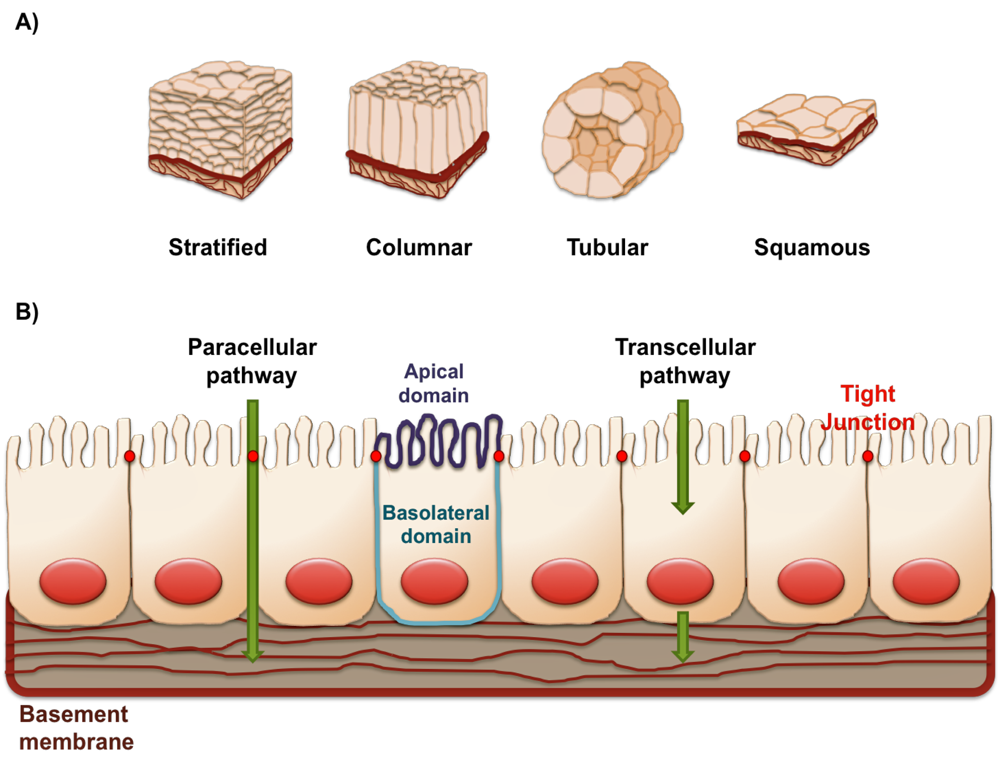 A)
Stratified
Columnar
Tubular
Squamous
B)
Paracellular
pathway
Apical
domain
Transcellular
pathway
Tight
Junction
Basolateral
domain
Basement
membrane